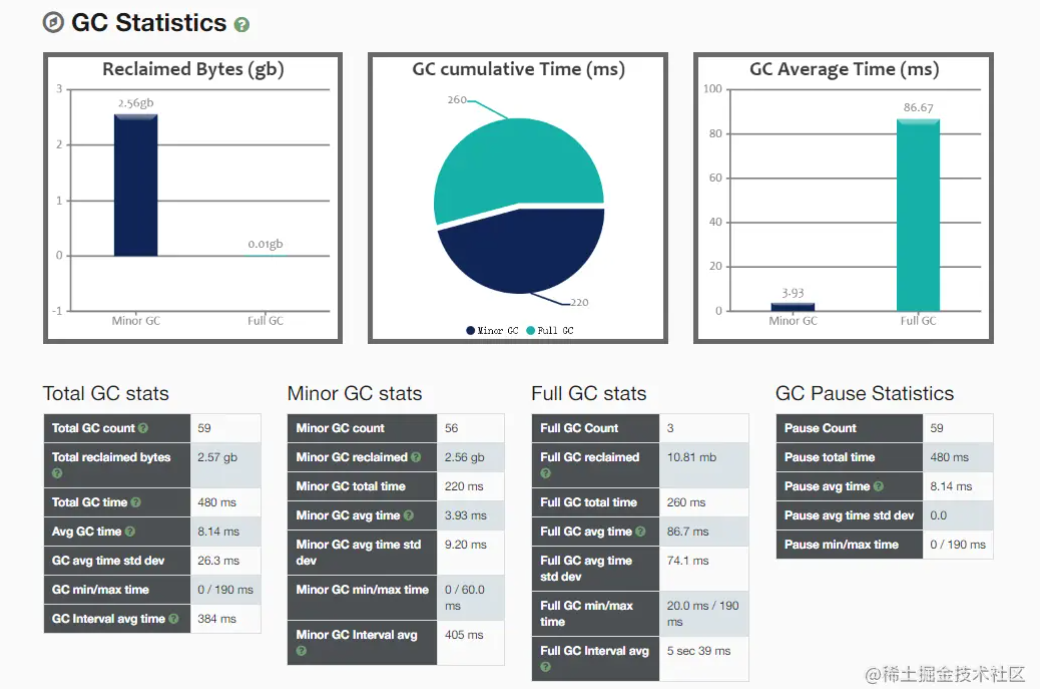 GC Statistics
Reclaimed Bytes (gb)
3
2
1
0
-1
2.56gb
0.01gb
Minor GC
Full GC
GC cumulative Time (ms)
260
220
Minor GC
Full GC
GC Average Time (ms)
100
80
60
40
20
0
3.93
86.67
Minor GC
Full GC
Total GC stats
Total GC count 59
Total reclaimed bytes 2.57 gb
Total GC time 480 ms
Avg GC time 8.14 ms
GC avg time std dev 26.3 ms
GC min/max time 0 / 190 ms
GC Interval avg time 384 ms
Minor GC stats
Minor GC count 56
Minor GC reclaimed 2.56 gb
Minor GC total time 220 ms
Minor GC avg time 3.93 ms
Minor GC avg time std 9.20 ms
dev
Minor GC min/max time 0 / 60.0
ms
Minor GC Interval avg 405 ms
Full GC stats
Full GC Count 3
Full GC reclaimed 10.81 mb
Full GC total time 260 ms
Full GC avg time 86.7 ms
Full GC avg time 74.1 ms
std dev
Full GC min/max 20.0 ms / 190
time ms
Full GC Interval avg 5 sec 39 ms
GC Pause Statistics
Pause Count 59
Pause total time 480 ms
Pause avg time 8.14 ms
Pause avg time std dev 0.0
Pause min/max time 0 / 190 ms
@稀土掘金技术社区